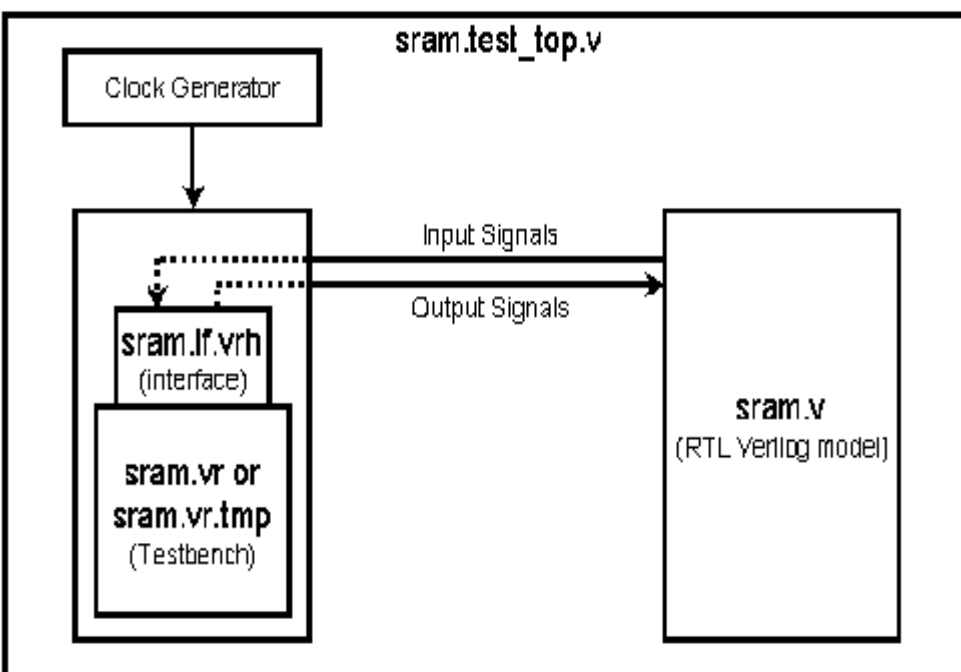 sram.test_top.v
Clock Generator
Input Signals
Output Signals
sram.if.vrh
(interface)
sram.vr or
sram.vr.tmp
(Testbench)
sram.v
(RTL Verilog model)